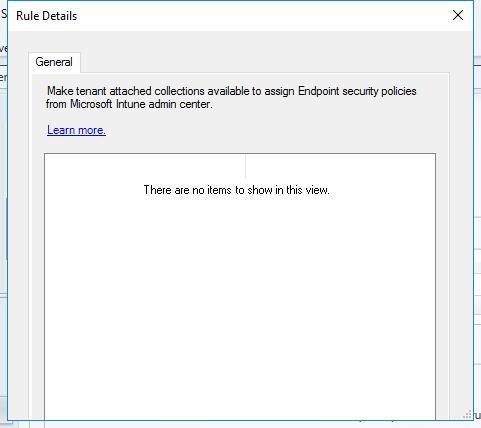 Rule Details
General
Make tenant attached collections available to assign Endpoint security policies
from Microsoft Intune admin center.
Learn more.
There are no items to show in this view.